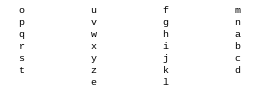 o u f m
p v g n
q w h a
r x i b
s y j c
t z k d
e l